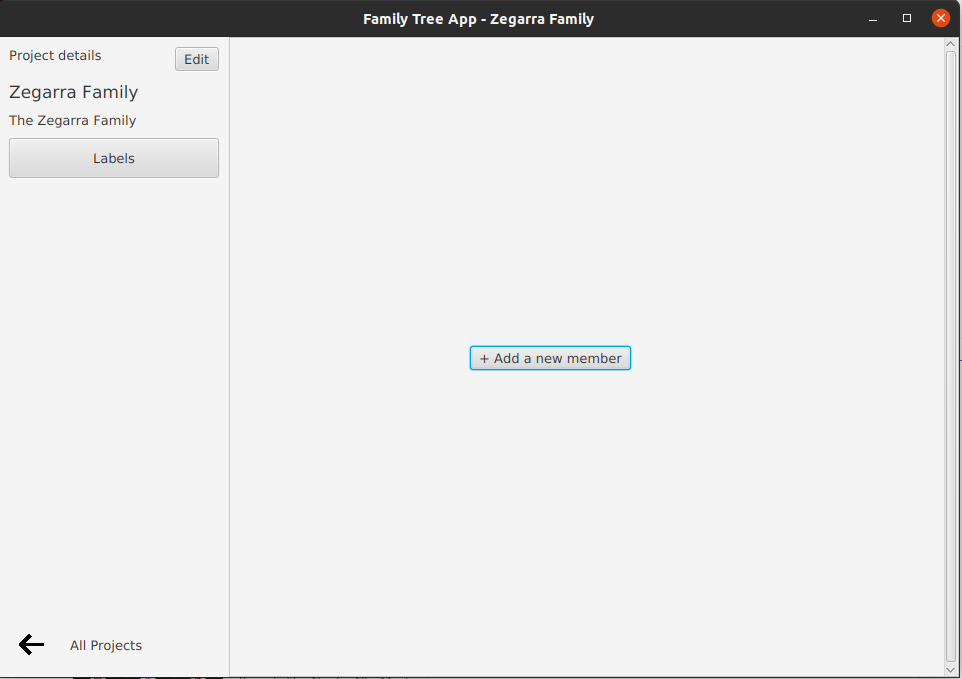 Family Tree App - Zegarra Family
Project details
Edit
Zegarra Family
The Zegarra Family
Labels
+ Add a new member
All Projects